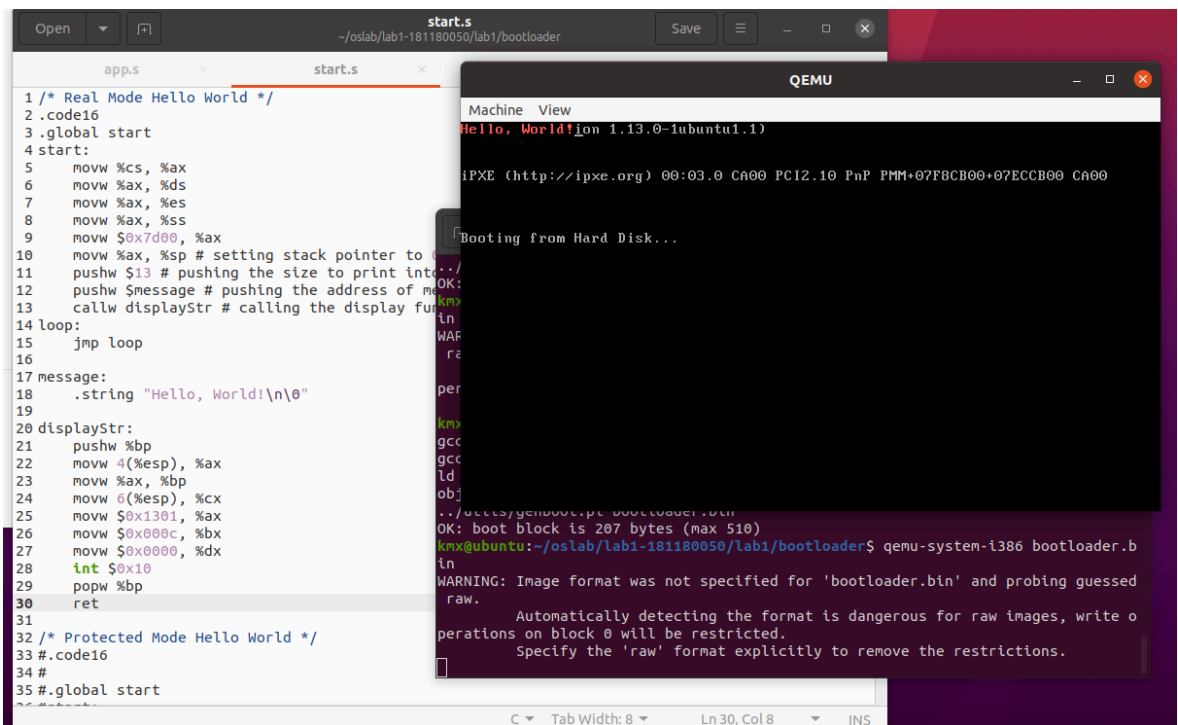 Open
start.s
~/oslab/lab1-181180050/lab1/bootloader
Save
app.s
start.s
1 /* Real Mode Hello World */
2 .code16
3 .global start
4 start:
5 movw %cs, %ax
6 movw %ax, %ds
7 movw %ax, %es
8 movw %ax, %ss
9 movw $0x7d00, %ax
10 movw %ax, %sp # setting stack pointer to
11 pushw $13 # pushing the size to print into
12 pushw $message # pushing the address of me
13 callw displayStr # calling the display fun
14 loop:
15 jmp loop
16
17 message:
18 .string "Hello, World!\n\0"
19
20 displayStr:
21 pushw %bp
22 movw 4(%esp), %ax
23 movw %ax, %bp
24 movw 6(%esp), %cx
25 movw $0x1301, %ax
26 movw $0x000c, %bx
27 movw $0x0000, %dx
28 int $0x10
29 popw %bp
30 ret
31
32 /* Protected Mode Hello World */
33 #.code16
34 #
35 #.global start
C
Tab Width: 8
Ln 30, Col 8
INS
QEMU
Machine View
Hello, World!ion 1.13.0-1ubuntu1.1)
iPXE (http://ipxe.org) 00:03.0 CA00 PCI2.10 PnP PMM+07F8CB00+07ECCB00 CA00
Booting from Hard Disk...
../
OK:
kmx
in
WAR
ra
per
kmx
gcc
gcc
ld
obj
../utils/genboot.pl bootloader.bin
OK: boot block is 207 bytes (max 510)
kmx@ubuntu:~/oslab/lab1-181180050/lab1/bootloader$ qemu-system-i386 bootloader.b
in
WARNING: Image format was not specified for 'bootloader.bin' and probing guessed
raw.
Automatically detecting the format is dangerous for raw images, write o
perations on block 0 will be restricted.
Specify the 'raw' format explicitly to remove the restrictions.